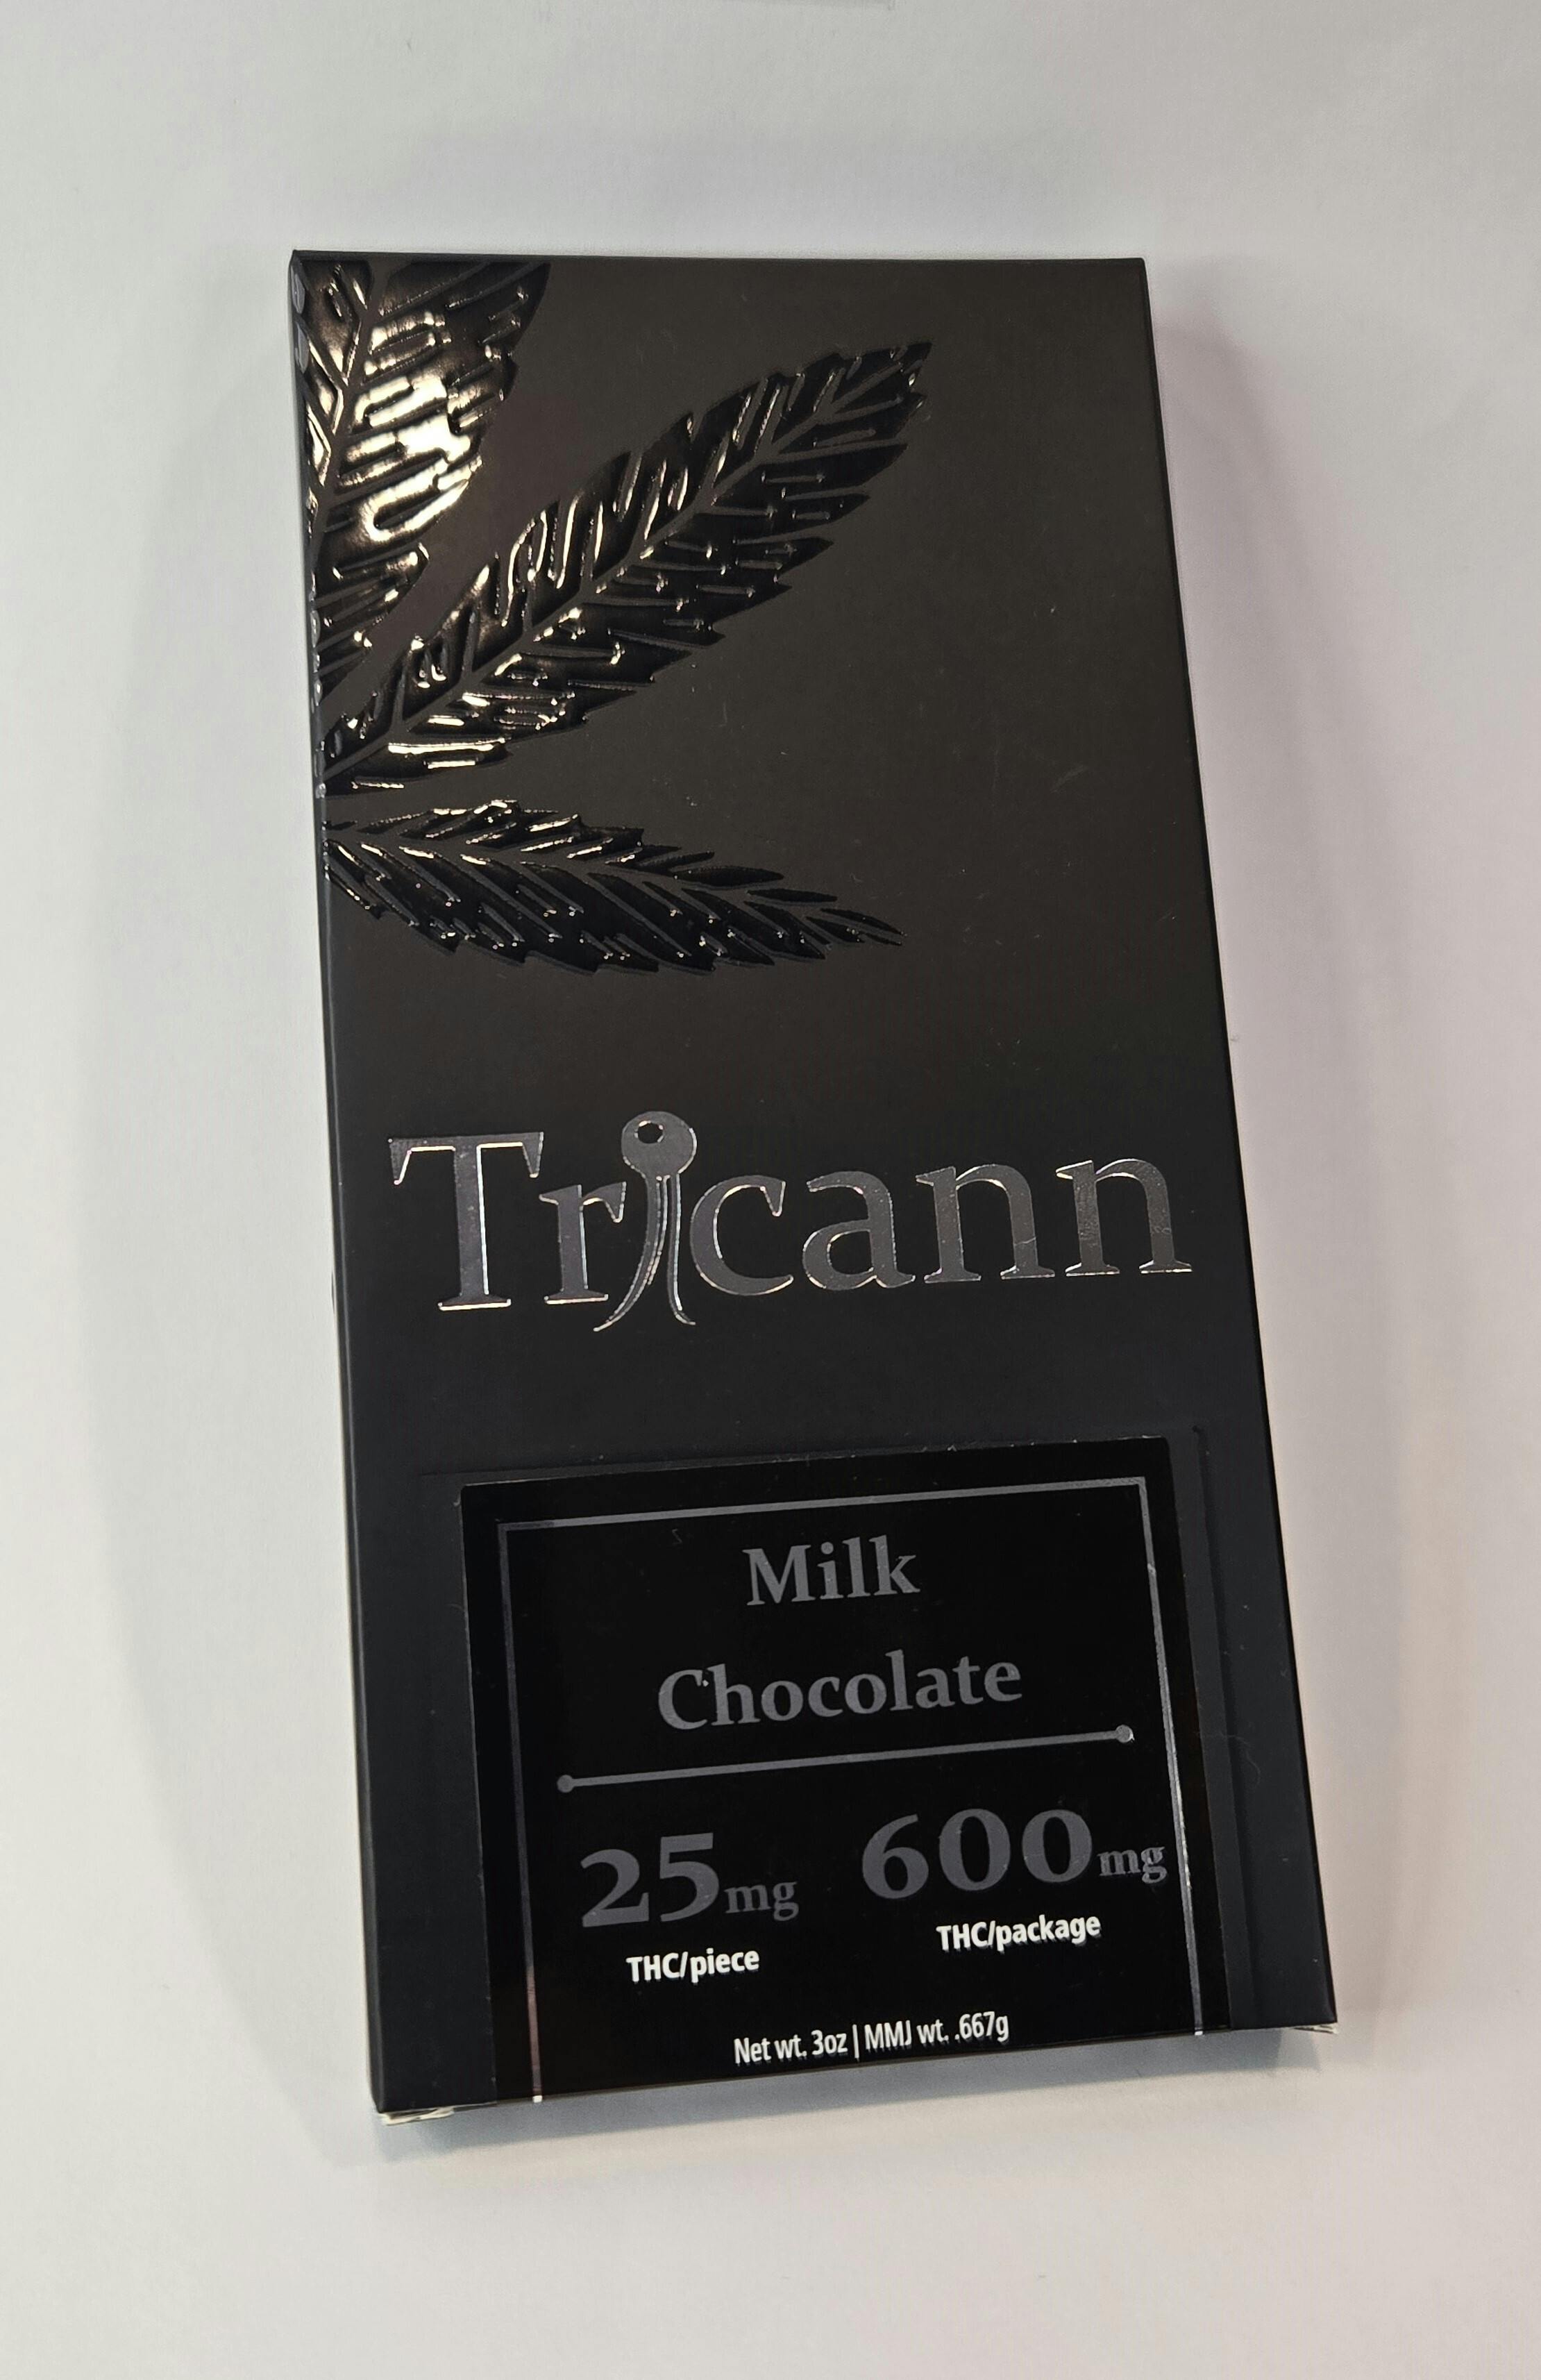 Tricann
Milk
Chocolate
25mg 600mg
THC/piece THC/package
Net wt. 3oz | MMJ wt. .667g